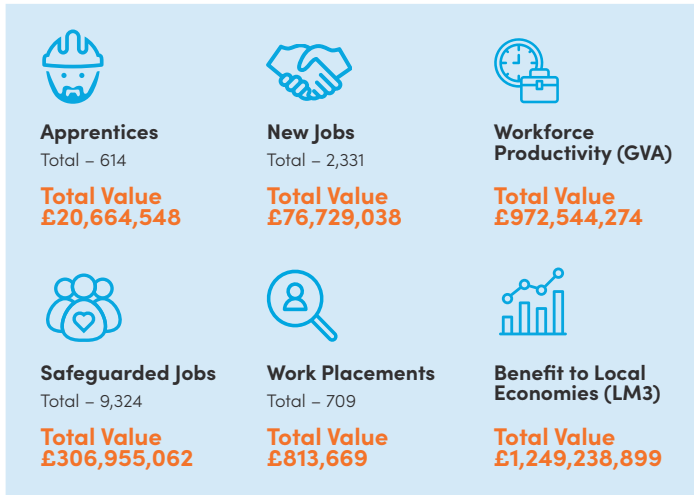 Apprentices
Total – 614
Total Value
£20,664,548
New Jobs
Total – 2,331
Total Value
£76,729,038
Workforce
Productivity (GVA)
Total Value
£972,544,274
Safeguarded Jobs
Total – 9,324
Total Value
£306,955,062
Work Placements
Total – 709
Total Value
£813,669
Benefit to Local
Economies (LM3)
Total Value
£1,249,238,899